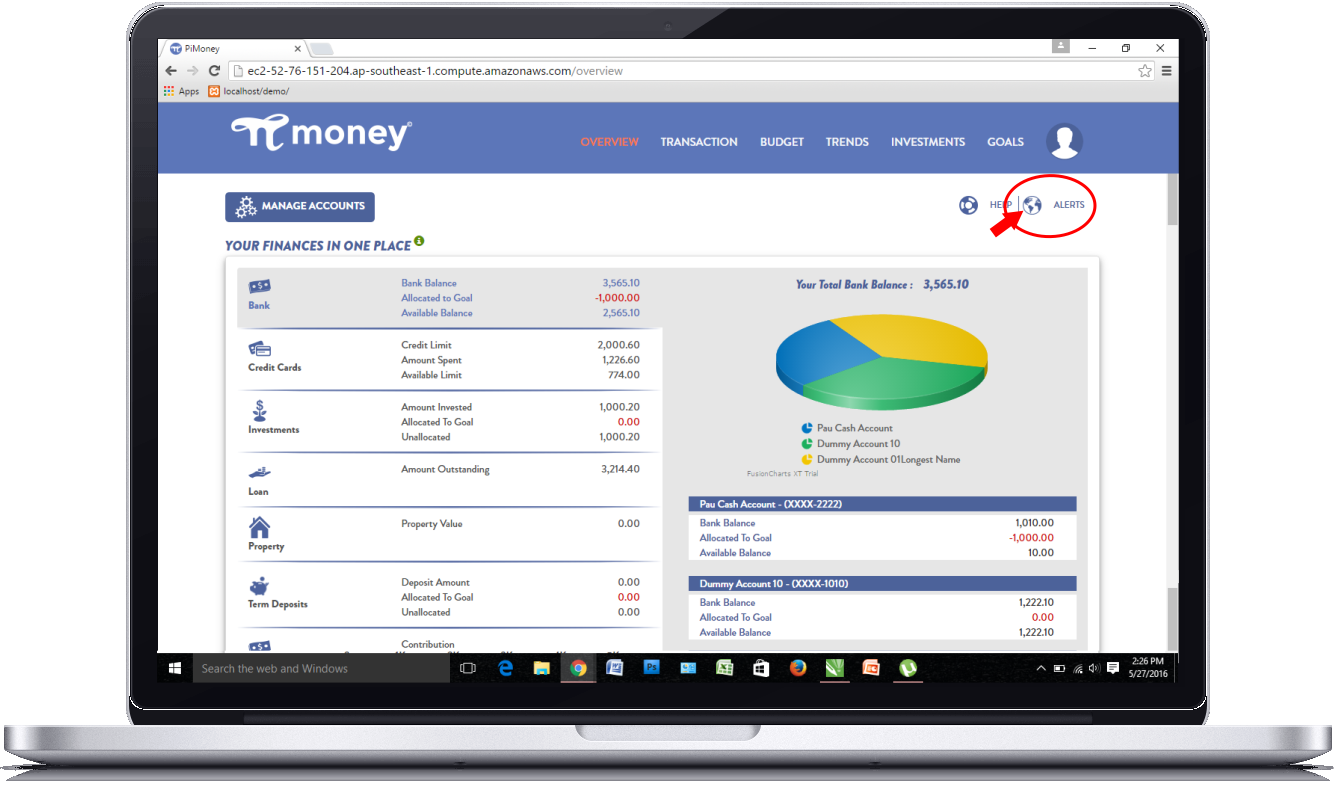 PiMoney
ec2-52-76-151-204.ap-southeast-1.compute.amazonaws.com/overview
Apps localhost/demo/
money©
OVERVIEW TRANSACTION BUDGET TRENDS INVESTMENTS GOALS
MANAGE ACCOUNTS
HELP ALERTS
YOUR FINANCES IN ONE PLACE
Bank
Bank Balance 3,565.10
Allocated to Goal -1,000.00
Available Balance 2,565.10
Credit Cards
Credit Limit 2,000.60
Amount Spent 1,226.60
Available Limit 774.00
Investments
Amount Invested 1,000.20
Allocated To Goal 0.00
Unallocated 1,000.20
Loan
Amount Outstanding 3,214.40
Property
Property Value 0.00
Term Deposits
Deposit Amount 0.00
Allocated To Goal 0.00
Unallocated 0.00
Contribution
Your Total Bank Balance : 3,565.10
Pau Cash Account
Dummy Account 10
Dummy Account 01Longest Name
FusionCharts XT Trial
Pau Cash Account - (XXXX-2222)
Bank Balance 1,010.00
Allocated To Goal -1,000.00
Available Balance 10.00
Dummy Account 10 - (XXXX-1010)
Bank Balance 1,222.10
Allocated To Goal 0.00
Available Balance 1,222.10
Search the web and Windows
2:26 PM
5/27/2016